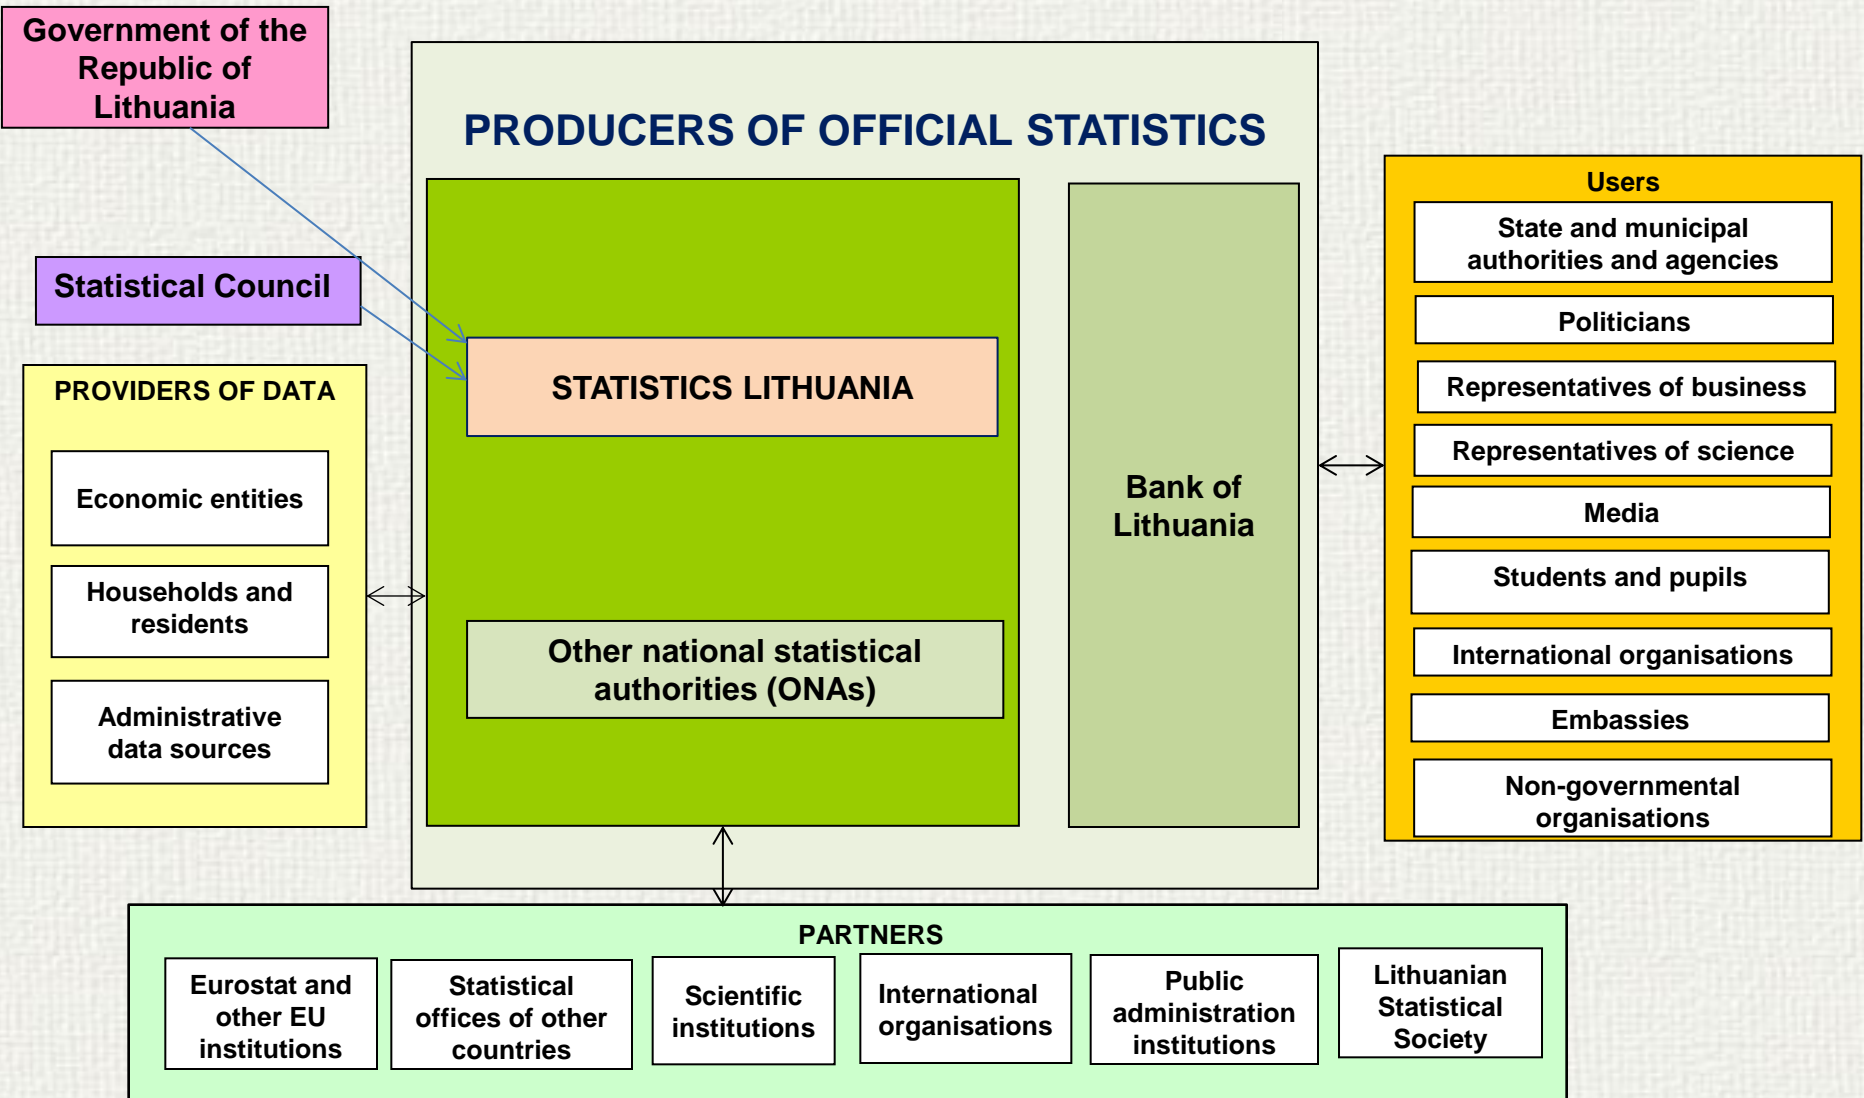 Government of the
Republic of
Lithuania
PRODUCERS OF OFFICIAL STATISTICS
Statistical Council
STATISTICS LITHUANIA
Other national statistical
authorities (ONAs)
Bank of
Lithuania
PROVIDERS OF DATA
Economic entities
Households and
residents
Administrative
data sources
Users
State and municipal
authorities and agencies
Politicians
Representatives of business
Representatives of science
Media
Students and pupils
International organisations
Embassies
Non-governmental
organisations
PARTNERS
Eurostat and
other EU
institutions
Statistical
offices of other
countries
Scientific
institutions
International
organisations
Public
administration
institutions
Lithuanian
Statistical
Society